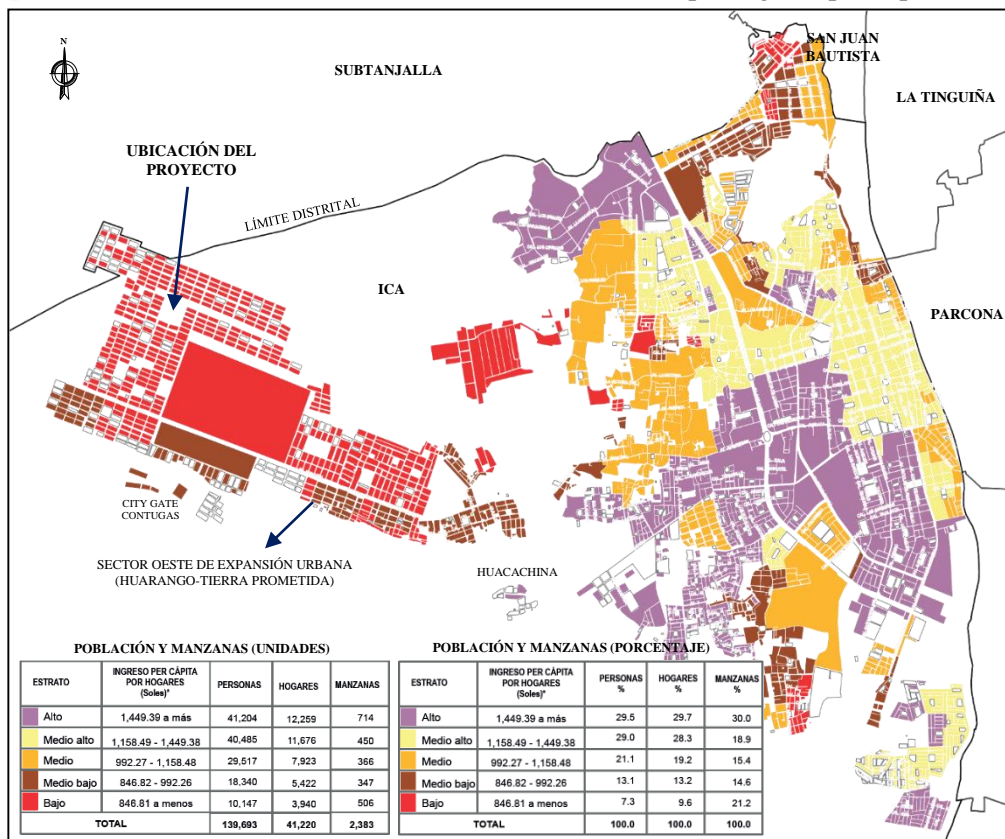 N
SAN JUAN
BAUTISTA
SUBTANJALLA
LA TINGUIÑA
UBICACIÓN DEL
PROYECTO
LÍMITE DISTRITAL
ICA
PARCONA
CITY GATE
CONTUGAS
SECTOR OESTE DE EXPANSIÓN URBANA
(HUARANGO-TIERRA PROMETIDA)
HUACACHINA
POBLACIÓN Y MANZANAS (UNIDADES)
ESTRATO INGRESO PER CÁPITA POR HOGARES (Soles)* PERSONAS HOGARES MANZANAS
Alto 1,449.39 a más 41,204 12,259 714
Medio alto 1,158.49 - 1,449.38 40,485 11,676 450
Medio 992.27 - 1,158.48 29,517 7,923 366
Medio bajo 846.82 - 992.26 18,340 5,422 347
Bajo 846.81 a menos 10,147 3,940 506
TOTAL 139,693 41,220 2,383
POBLACIÓN Y MANZANAS (PORCENTAJE)
ESTRATO INGRESO PER CÁPITA POR HOGARES (Soles)* PERSONAS % HOGARES % MANZANAS %
Alto 1,449.39 a más 29.5 29.7 30.0
Medio alto 1,158.49 - 1,449.38 29.0 28.3 18.9
Medio 992.27 - 1,158.48 21.1 19.2 15.4
Medio bajo 846.82 - 992.26 13.1 13.2 14.6
Bajo 846.81 a menos 7.3 9.6 21.2
TOTAL 100.0 100.0 100.0